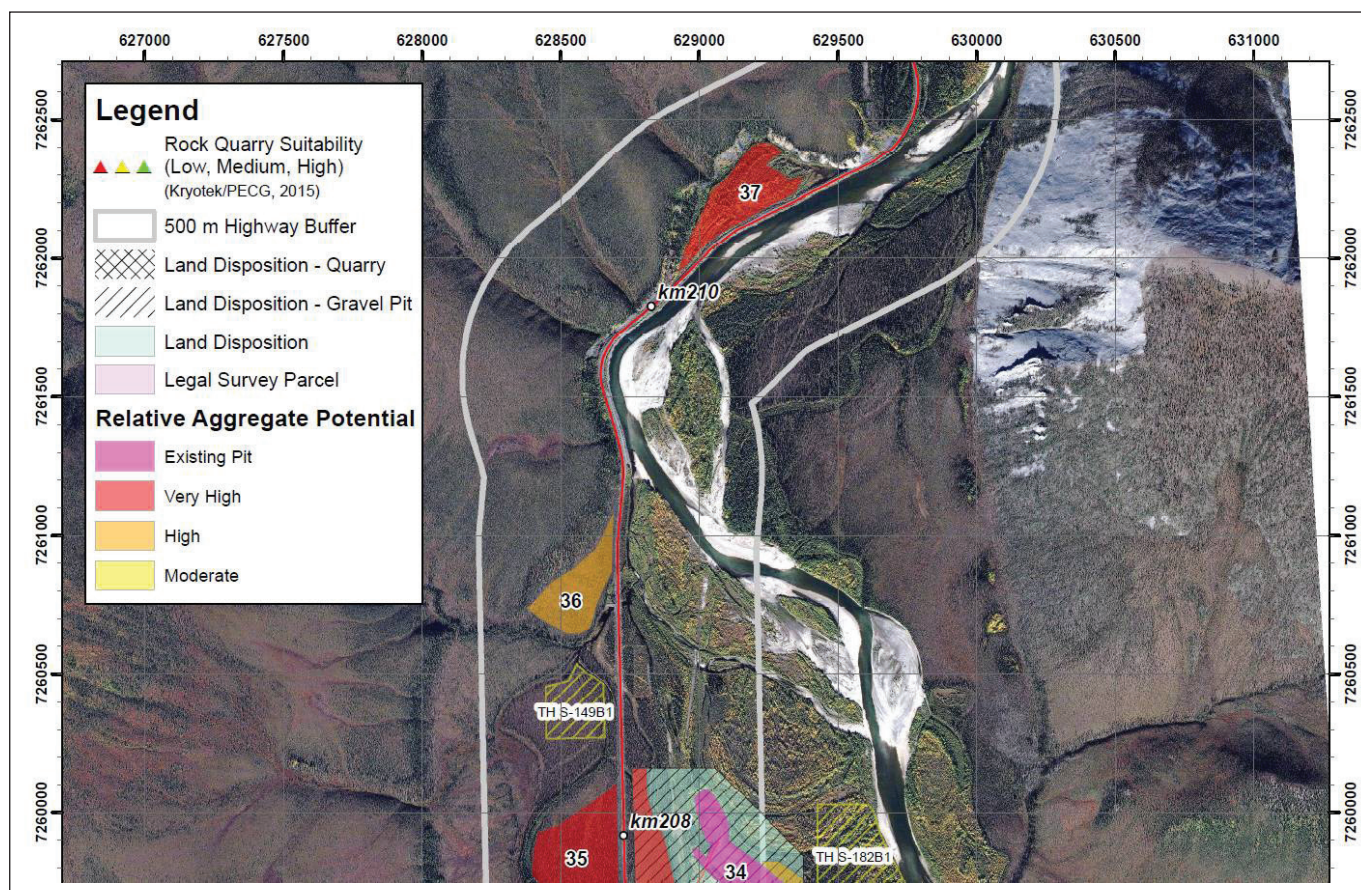 627000 627500 628000 628500 629000 629500 630000 630500 631000
7262500
7262000
7261500
7261000
7260500
7260000
7262500
7262000
7261500
7261000
7260500
7260000
Legend
Rock Quarry Suitability
(Low, Medium, High)
(Kryotek/PECG, 2015)
500 m Highway Buffer
Land Disposition - Quarry
Land Disposition - Gravel Pit
Land Disposition
Legal Survey Parcel
Relative Aggregate Potential
Existing Pit
Very High
High
Moderate
37
km210
36
TH S-149B1
km208
35
34
TH S-182B1